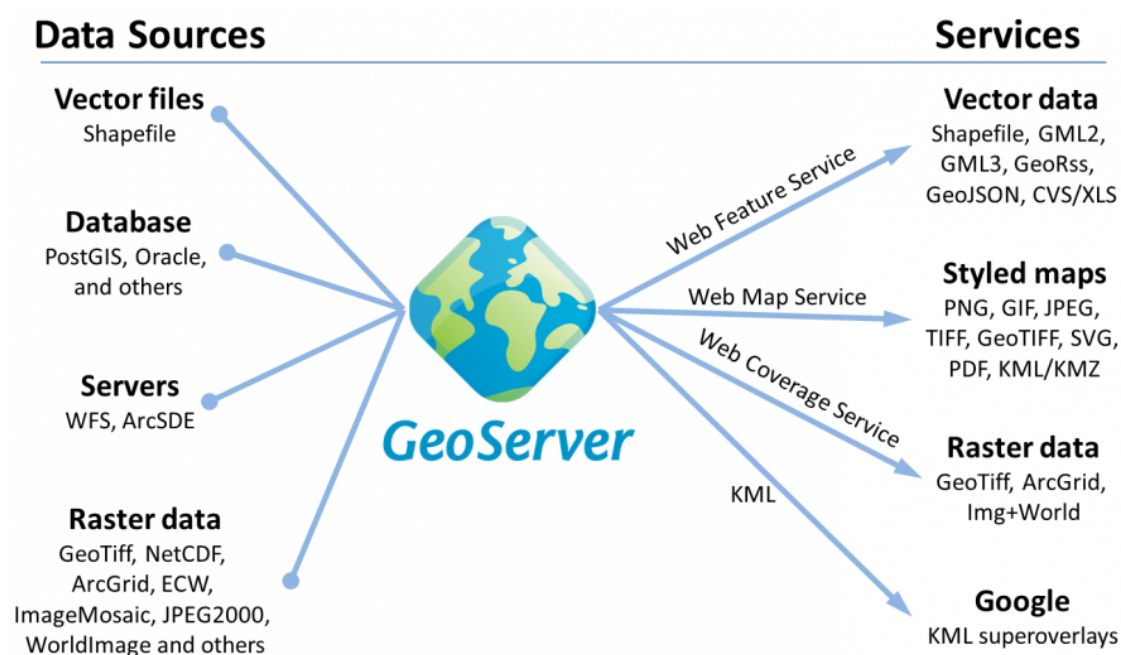 Data Sources
Services
Vector files
Shapefile
Database
PostGIS, Oracle,
and others
Servers
WFS, ArcSDE
Raster data
GeoTiff, NetCDF,
ArcGrid, ECW,
ImageMosaic, JPEG2000,
WorldImage and others
GeoServer
Web Feature Service
Web Map Service
Web Coverage Service
KML
Vector data
Shapefile, GML2,
GML3, GeoRss,
GeoJSON, CVS/XLS
Styled maps
PNG, GIF, JPEG,
TIFF, GeoTIFF, SVG,
PDF, KML/KMZ
Raster data
GeoTiff, ArcGrid,
Img+World
Google
KML superoverlays